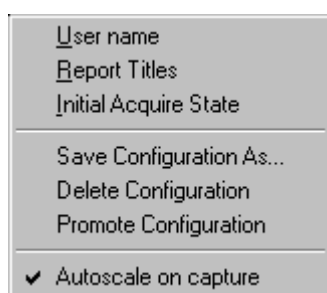 User name
Report Titles
Initial Acquire State
Save Configuration As...
Delete Configuration
Promote Configuration
Autoscale on capture